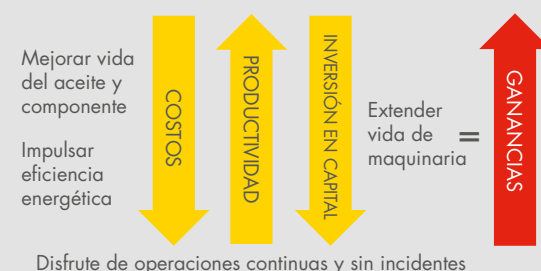 Mejorar vida
del aceite y
componente
Impulsar
eficiencia
energética
COSTOS
PRODUCTIVIDAD
INVERSIÓN EN CAPITAL
Extender
vida de
maquinaria
=
GANANCIAS
Disfrute de operaciones continuas y sin incidentes